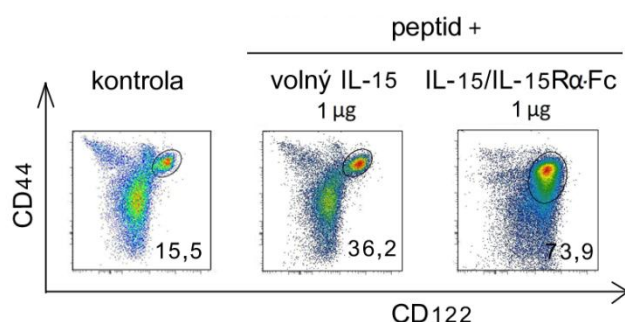 peptid +
kontrola
volný IL-15
1 µg
IL-15/IL-15Rα·Fc
1 µg
CD44
15,5
36,2
73,9
CD122